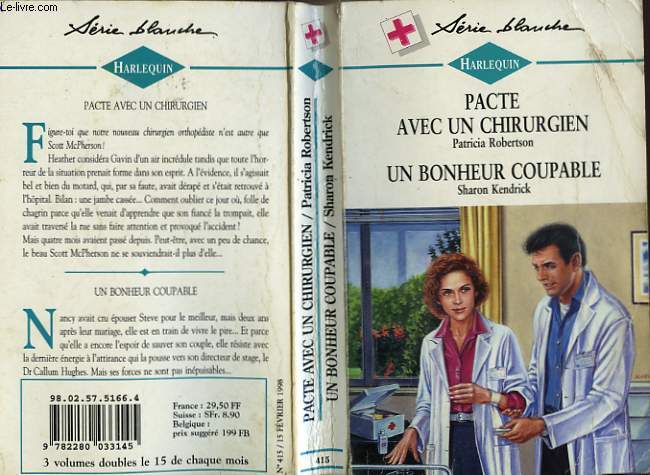 Le-livre.com
Série blanche
HARLEQUIN
PACTE AVEC UN CHIRURGIEN
Figure-toi que notre nouveau chirurgien orthopédiste n'est autre que
Scott McPherson !
Heather considéra Gavin d'un air incrédule tandis que toute l'hor-
reur de la situation prenait forme dans son esprit. A l'évidence, il s'agissait
bel et bien du motard, qui, par sa faute, avait dérapé et s'était retrouvé à
l'hôpital. Bilan : une jambe cassée... Comment oublier ce jour où, folle de
chagrin parce qu'elle venait d'apprendre que son fiancé la trompait, elle
avait traversé la rue sans faire attention et provoqué l'accident !
Mais quatre mois avaient passé depuis. Peut-être, avec un peu de chance,
le beau Scott McPherson ne se souviendrait-il plus d'elle...
UN BONHEUR COUPABLE
Nancy avait cru épouser Steve pour le meilleur, mais deux ans
après leur mariage, elle est en train de vivre le pire... Et parce
qu'elle a encore l'espoir de sauver son couple, elle résiste avec
la dernière énergie à l'attirance qui la pousse vers son directeur de stage, le
Dr Callum Hughes. Mais ses forces ne sont pas inépuisables...
98.02.57.5166.4
9 782280 033145
France : 29,50 FF
Suisse : SFr. 8.90
Belgique :
prix suggéré 199 FB
3 volumes doubles le 15 de chaque mois
PACTE AVEC UN CHIRURGIEN / Patricia Robertson
UN BONHEUR COUPABLE / Sharon Kendrick
N° 415 / 15 FÉVRIER 1998
415
Série blanche
HARLEQUIN
PACTE
AVEC UN CHIRURGIEN
Patricia Robertson
UN BONHEUR COUPABLE
Sharon Kendrick
Le-livre.com